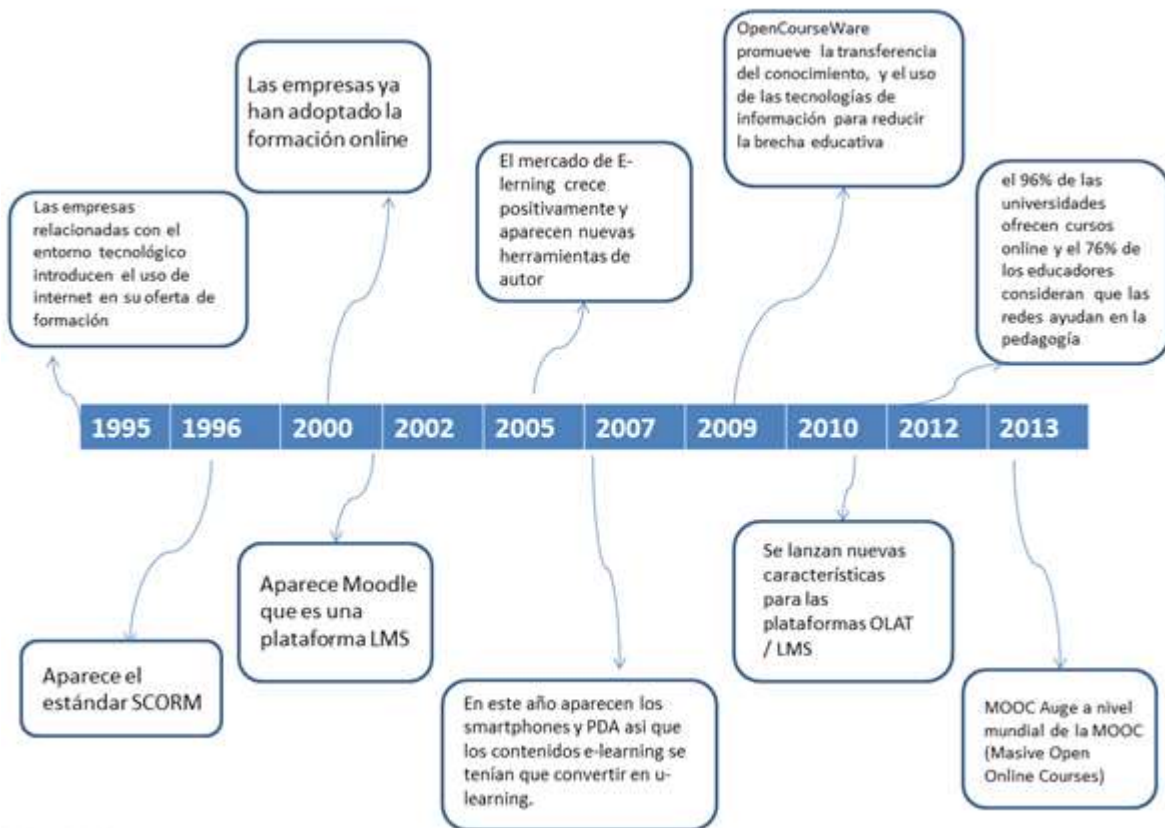 Las empresas
relacionadas con el
entorno tecnológico
introducen el uso de
internet en su oferta de
formación
Las empresas ya
han adoptado la
formación online
El mercado de E-
lerning crece
positivamente y
aparecen nuevas
herramientas de
autor
OpenCourseWare
promueve la transferencia
del conocimiento, y el uso
de las tecnologías de
información para reducir
la brecha educativa
el 96% de las
universidades
ofrecen cursos
online y el 76% de
los educadores
consideran que las
redes ayudan en la
pedagogía
1995 1996 2000 2002 2005 2007 2009 2010 2012 2013
Aparece el
estándar SCORM
Aparece Moodle
que es una
plataforma LMS
En este año aparecen los
smartphones y PDA asi que
los contenidos e-learning se
tenían que convertir en u-
learning.
Se lanzan nuevas
características
para las
plataformas OLAT
/ LMS
MOOC Auge a nivel
mundial de la MOOC
(Masive Open
Online Courses)